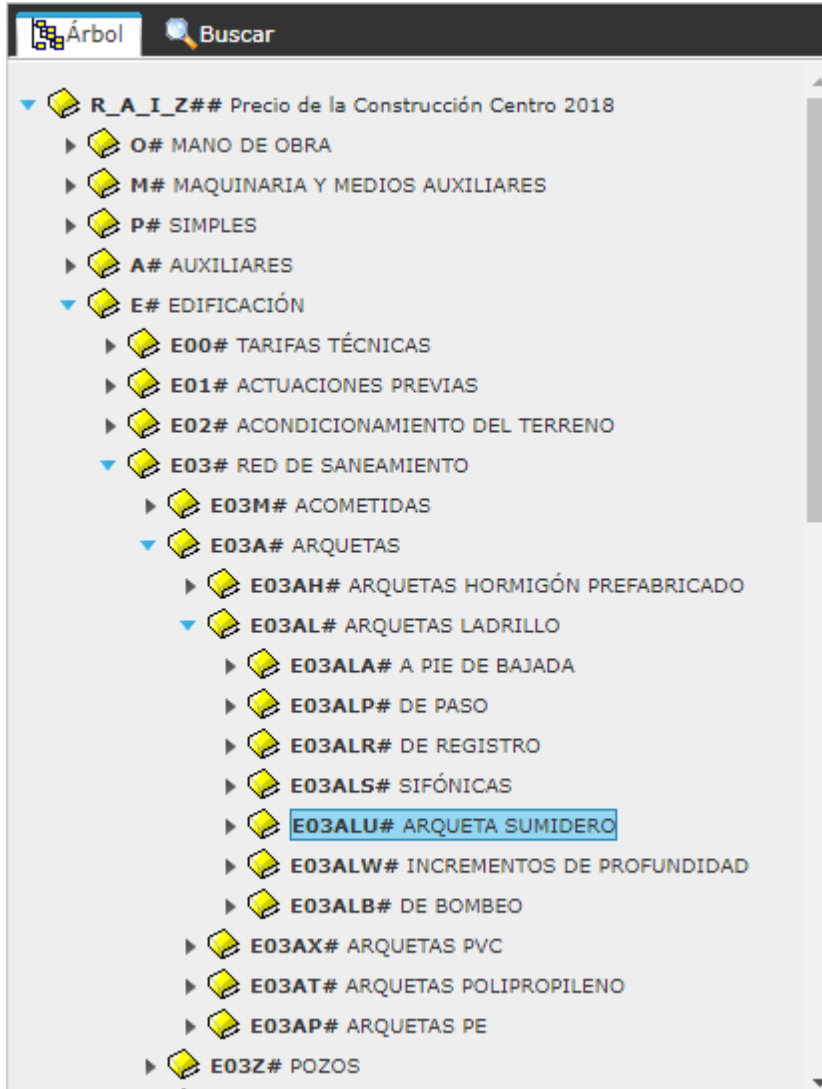 Árbol Buscar
R_A_I_Z## Precio de la Construcción Centro 2018
O# MANO DE OBRA
M# MAQUINARIA Y MEDIOS AUXILIARES
P# SIMPLES
A# AUXILIARES
E# EDIFICACIÓN
E00# TARIFAS TÉCNICAS
E01# ACTUACIONES PREVIAS
E02# ACONDICIONAMIENTO DEL TERRENO
E03# RED DE SANEAMIENTO
E03M# ACOMETIDAS
E03A# ARQUETAS
E03AH# ARQUETAS HORMIGÓN PREFABRICADO
E03AL# ARQUETAS LADRILLO
E03ALA# A PIE DE BAJADA
E03ALP# DE PASO
E03ALR# DE REGISTRO
E03ALS# SIFÓNICAS
E03ALU# ARQUETA SUMIDERO
E03ALW# INCREMENTOS DE PROFUNDIDAD
E03ALB# DE BOMBEO
E03AX# ARQUETAS PVC
E03AT# ARQUETAS POLIPROPILENO
E03AP# ARQUETAS PE
E03Z# POZOS